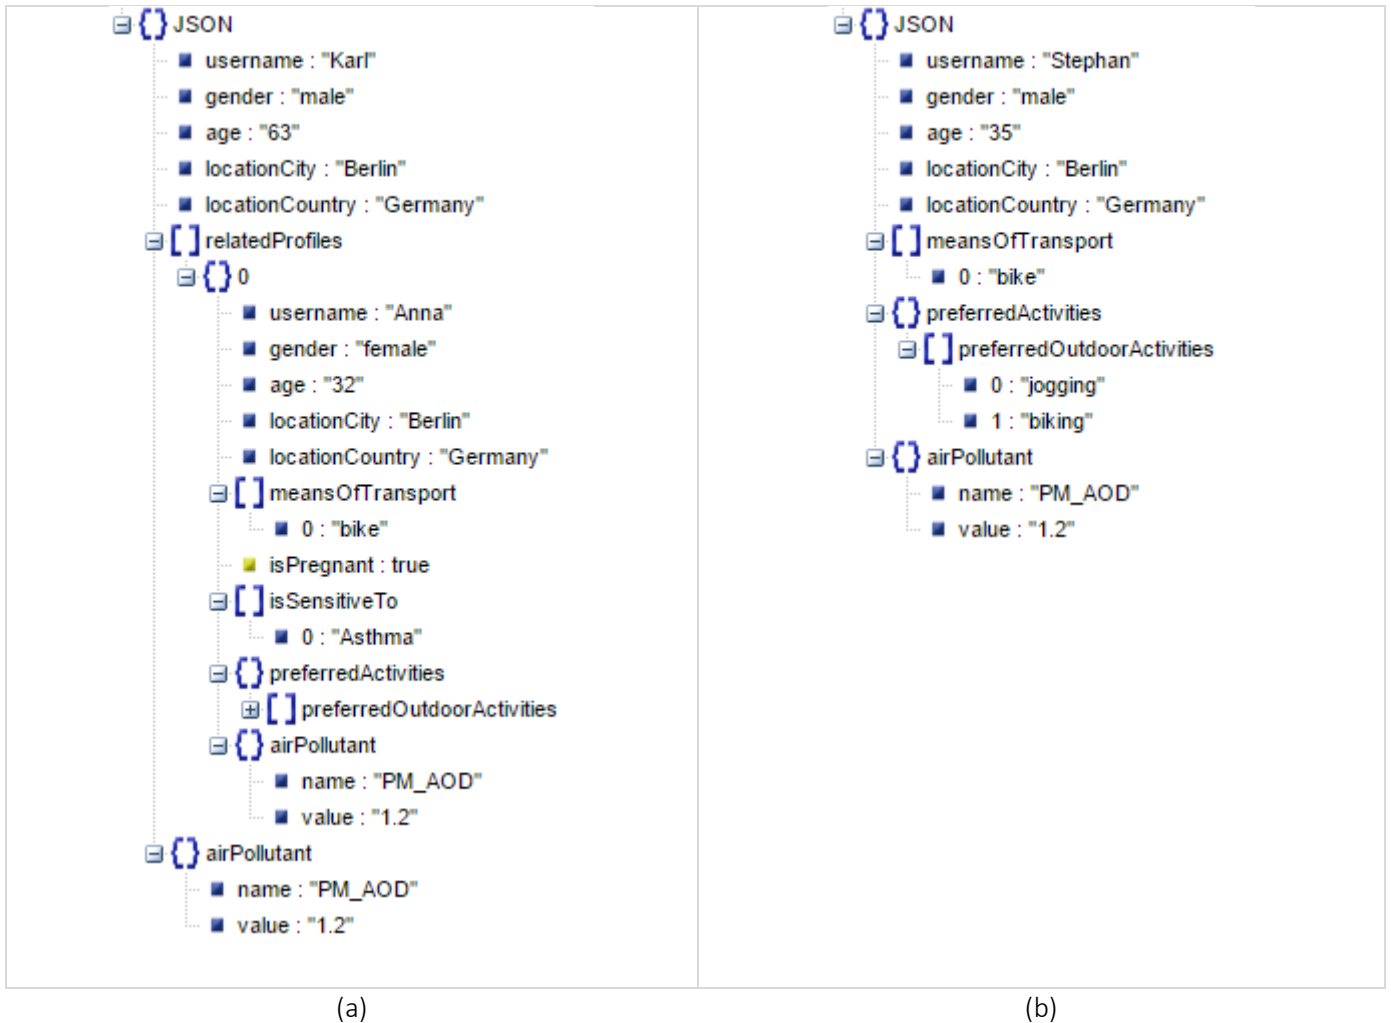 JSON
username : "Karl"
gender : "male"
age : "63"
locationCity : "Berlin"
locationCountry : "Germany"
relatedProfiles
0
username : "Anna"
gender : "female"
age : "32"
locationCity : "Berlin"
locationCountry : "Germany"
meansOfTransport
0 : "bike"
isPregnant : true
isSensitiveTo
0 : "Asthma"
preferredActivities
preferredOutdoorActivities
airPollutant
name : "PM_AOD"
value : "1.2"
airPollutant
name : "PM_AOD"
value : "1.2"
(a)
JSON
username : "Stephan"
gender : "male"
age : "35"
locationCity : "Berlin"
locationCountry : "Germany"
meansOfTransport
0 : "bike"
preferredActivities
preferredOutdoorActivities
0 : "jogging"
1 : "biking"
airPollutant
name : "PM_AOD"
value : "1.2"
(b)